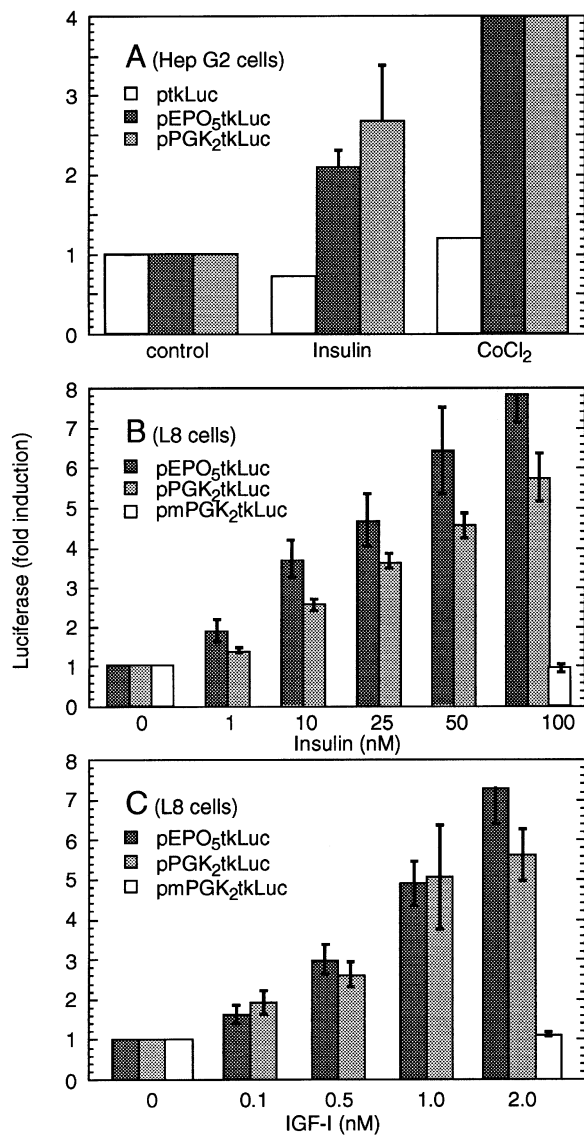 4
3
2
1
0
A (Hep G2 cells)
ptkLuc
pEPO₅tkLuc
pPGK₂tkLuc
control Insulin CoCl₂
Luciferase (fold induction)
8
7
6
5
4
3
2
1
0
B (L8 cells)
pEPO₅tkLuc
pPGK₂tkLuc
pmPGK₂tkLuc
0 1 10 25 50 100
Insulin (nM)
8
7
6
5
4
3
2
1
0
C (L8 cells)
pEPO₅tkLuc
pPGK₂tkLuc
pmPGK₂tkLuc
0 0.1 0.5 1.0 2.0
IGF-I (nM)